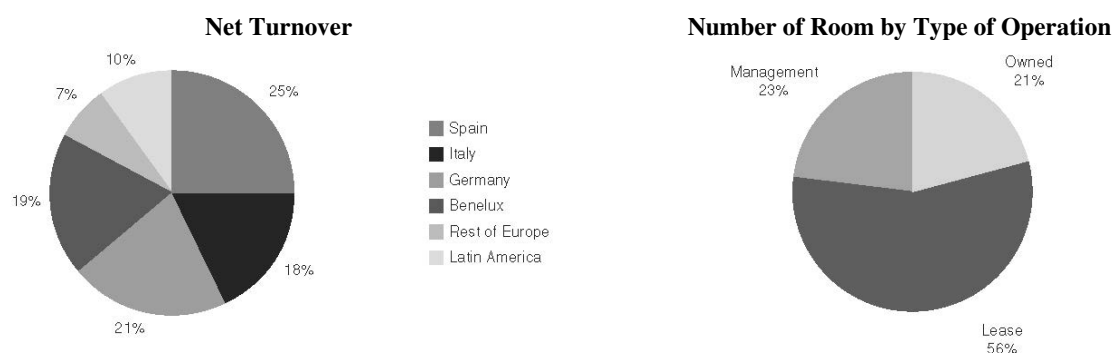 Net Turnover
10%
25%
7%
19%
18%
21%
Spain
Italy
Germany
Benelux
Rest of Europe
Latin America
Number of Room by Type of Operation
Management
23%
Owned
21%
Lease
56%